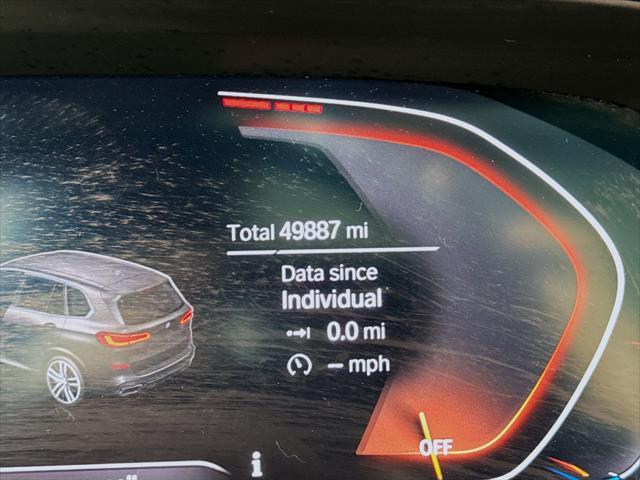 Total 49887 mi
Data since
Individual
0.0 mi
– mph
OFF
i